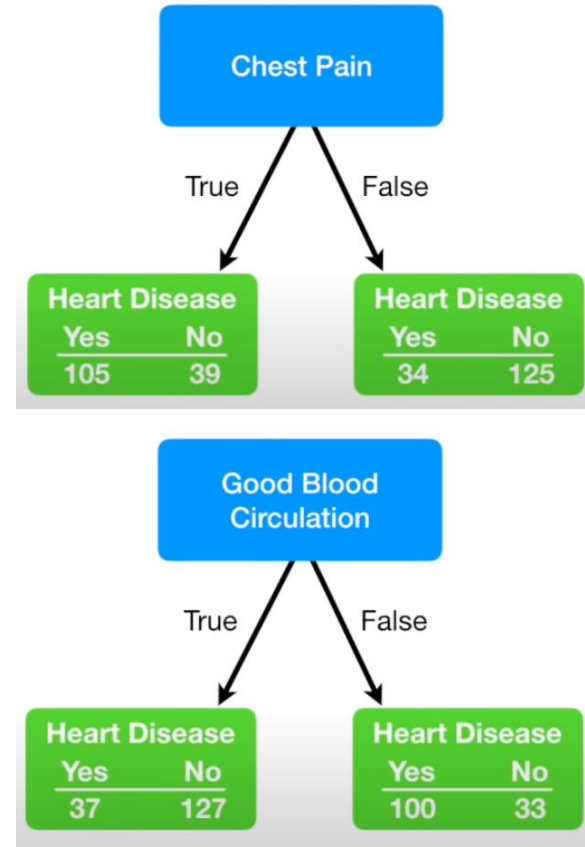 Chest Pain
True False
Heart Disease Heart Disease
Yes No Yes No
105 39 34 125
Good Blood
Circulation
True False
Heart Disease Heart Disease
Yes No Yes No
37 127 100 33